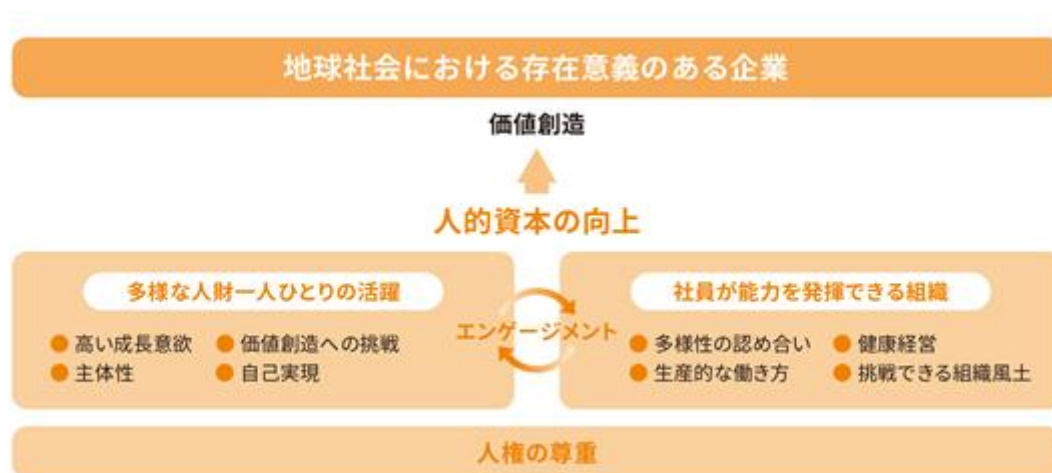 地球社会における存在意義のある企業
価値創造
人的資本の向上
多様な人財一人ひとりの活躍
● 高い成長意欲 ● 価値創造への挑戦
● 主体性 ● 自己実現
エンゲージメント
社員が能力を発揮できる組織
● 多様性の認め合い ● 健康経営
● 生産的な働き方 ● 挑戦できる組織風土
人権の尊重